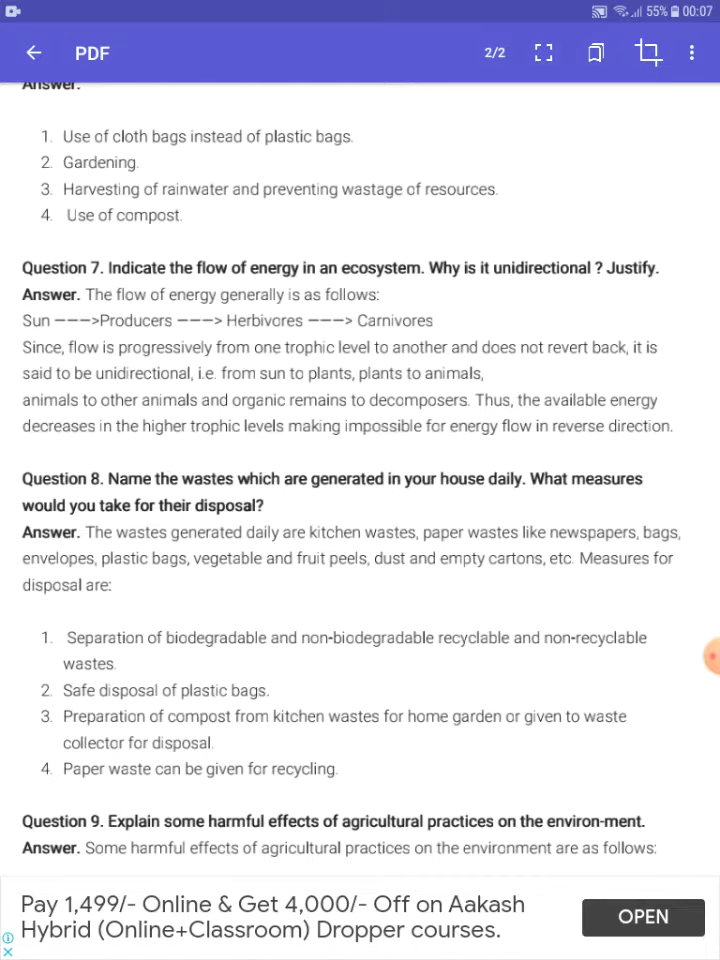 55% 00:07
PDF
2/2
Answer.
1. Use of cloth bags instead of plastic bags.
2. Gardening.
3. Harvesting of rainwater and preventing wastage of resources.
4. Use of compost.
Question 7. Indicate the flow of energy in an ecosystem. Why is it unidirectional ? Justify.
Answer. The flow of energy generally is as follows:
Sun ———>Producers ———> Herbivores ———> Carnivores
Since, flow is progressively from one trophic level to another and does not revert back, it is
said to be unidirectional, i.e. from sun to plants, plants to animals,
animals to other animals and organic remains to decomposers. Thus, the available energy
decreases in the higher trophic levels making impossible for energy flow in reverse direction.
Question 8. Name the wastes which are generated in your house daily. What measures
would you take for their disposal?
Answer. The wastes generated daily are kitchen wastes, paper wastes like newspapers, bags,
envelopes, plastic bags, vegetable and fruit peels, dust and empty cartons, etc. Measures for
disposal are:
1. Separation of biodegradable and non-biodegradable recyclable and non-recyclable
wastes.
2. Safe disposal of plastic bags.
3. Preparation of compost from kitchen wastes for home garden or given to waste
collector for disposal.
4. Paper waste can be given for recycling.
Question 9. Explain some harmful effects of agricultural practices on the environ-ment.
Answer. Some harmful effects of agricultural practices on the environment are as follows:
Pay 1,499/- Online & Get 4,000/- Off on Aakash
Hybrid (Online+Classroom) Dropper courses.
OPEN